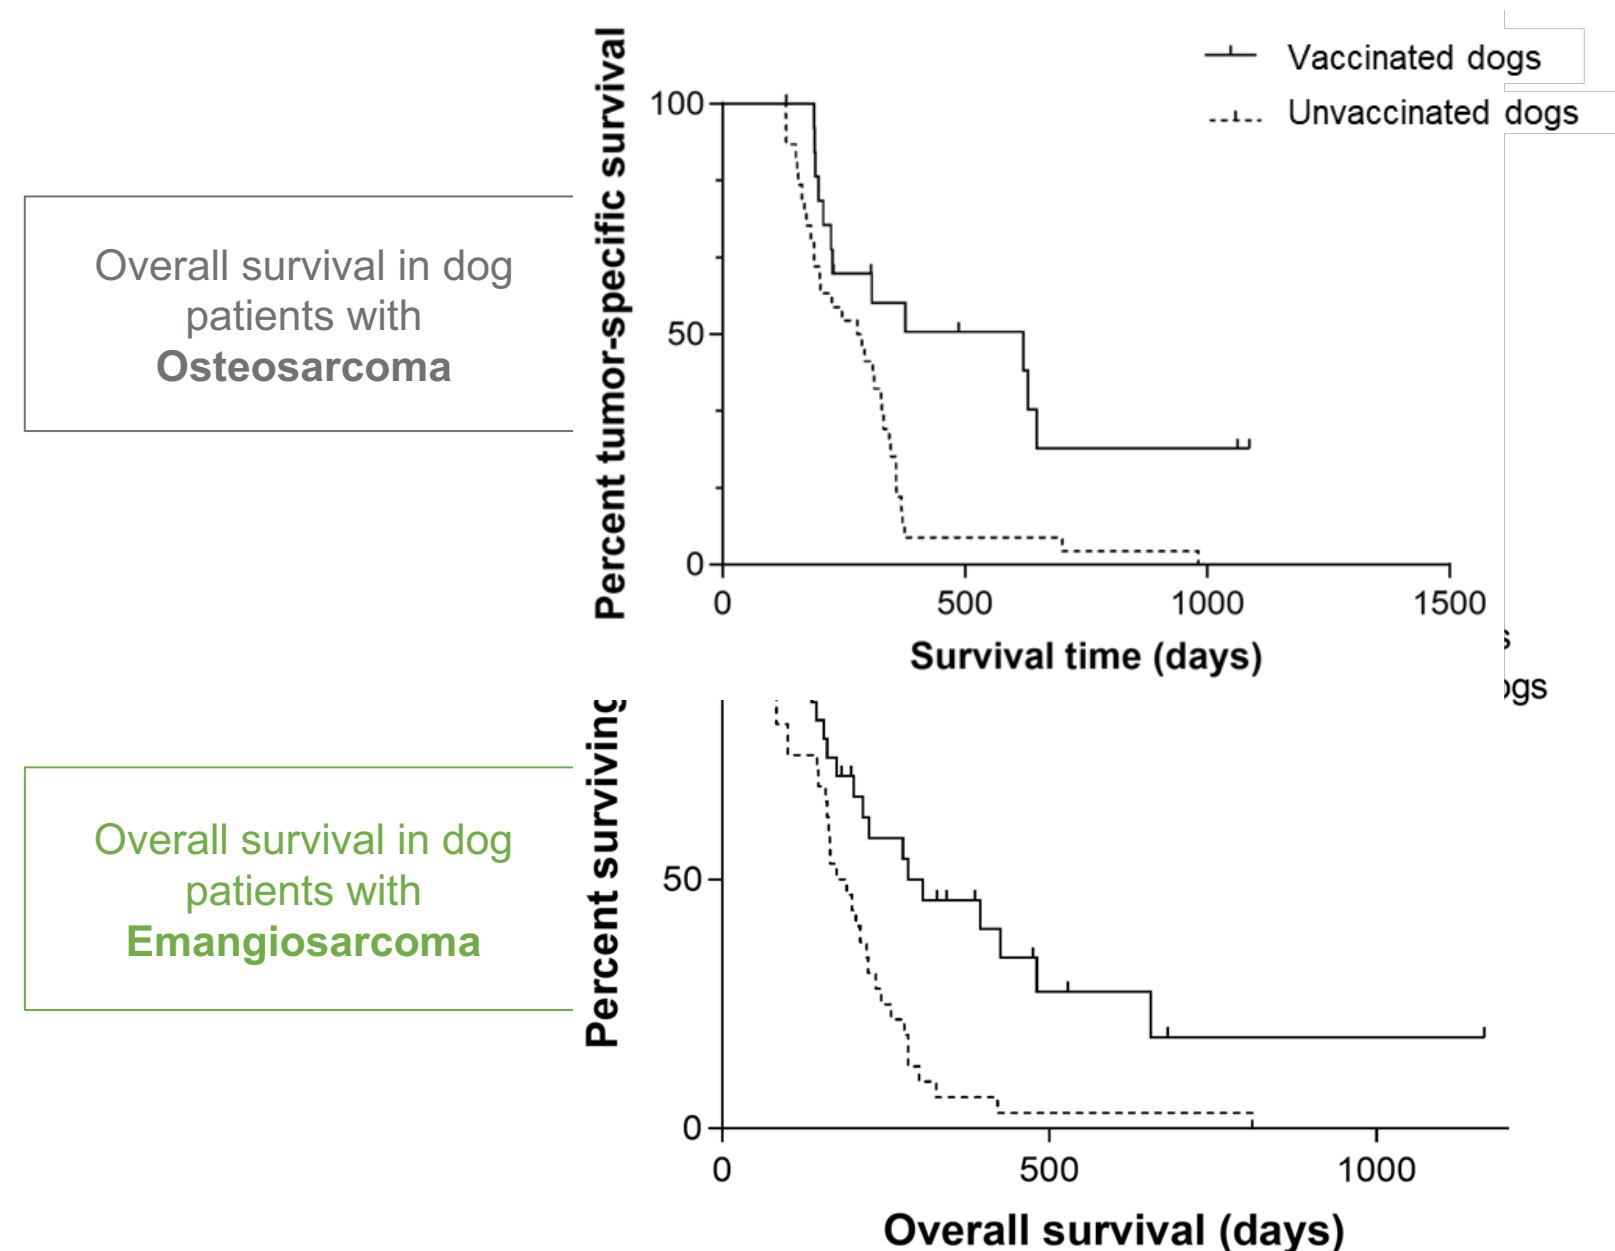 Percent tumor-specific survival
Vaccinated dogs
Unvaccinated dogs
100
50
0
0 500 1000 1500
Survival time (days)
Overall survival in dog
patients with
Osteosarcoma
s
ogs
Percent surviving
50
0
0 500 1000
Overall survival (days)
Overall survival in dog
patients with
Emangiosarcoma